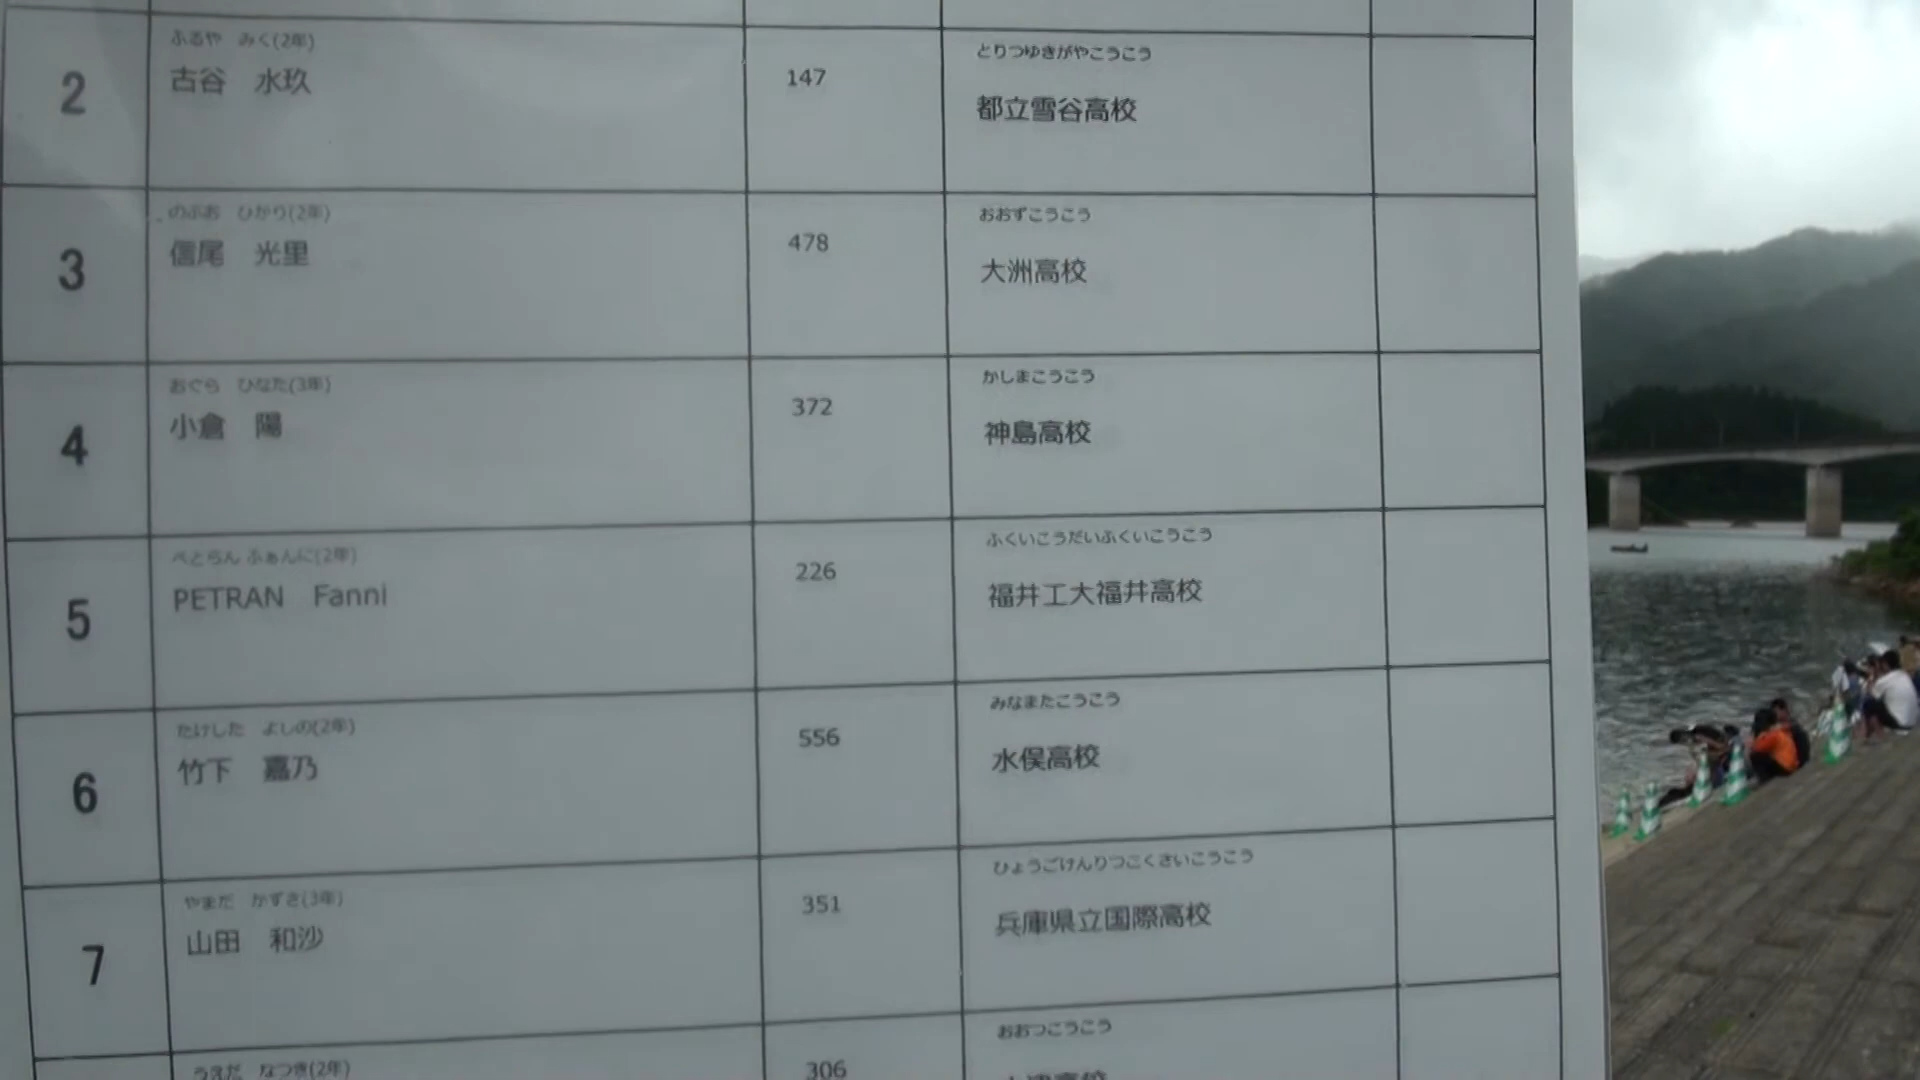 ふるや みく(2年)
2 古谷 水玖 147
とりつゆきがやこうこう
都立雪谷高校
のぶお ひかり(2年)
3 信尾 光里 478
おおずこうこう
大洲高校
おぐら ひなた(3年)
4 小倉 陽 372
かしまこうこう
神島高校
ぺとらん ふぁんに(2年)
5 PETRAN Fanni 226
ふくいこうだいふくいこうこう
福井工大福井高校
たけした よしの(2年)
6 竹下 嘉乃 556
みなまたこうこう
水俣高校
やまだ かずさ(3年)
7 山田 和沙 351
ひょうごけんりつこくさいこうこう
兵庫県立国際高校
うえだ なつき(2年)
306
おおつこうこう